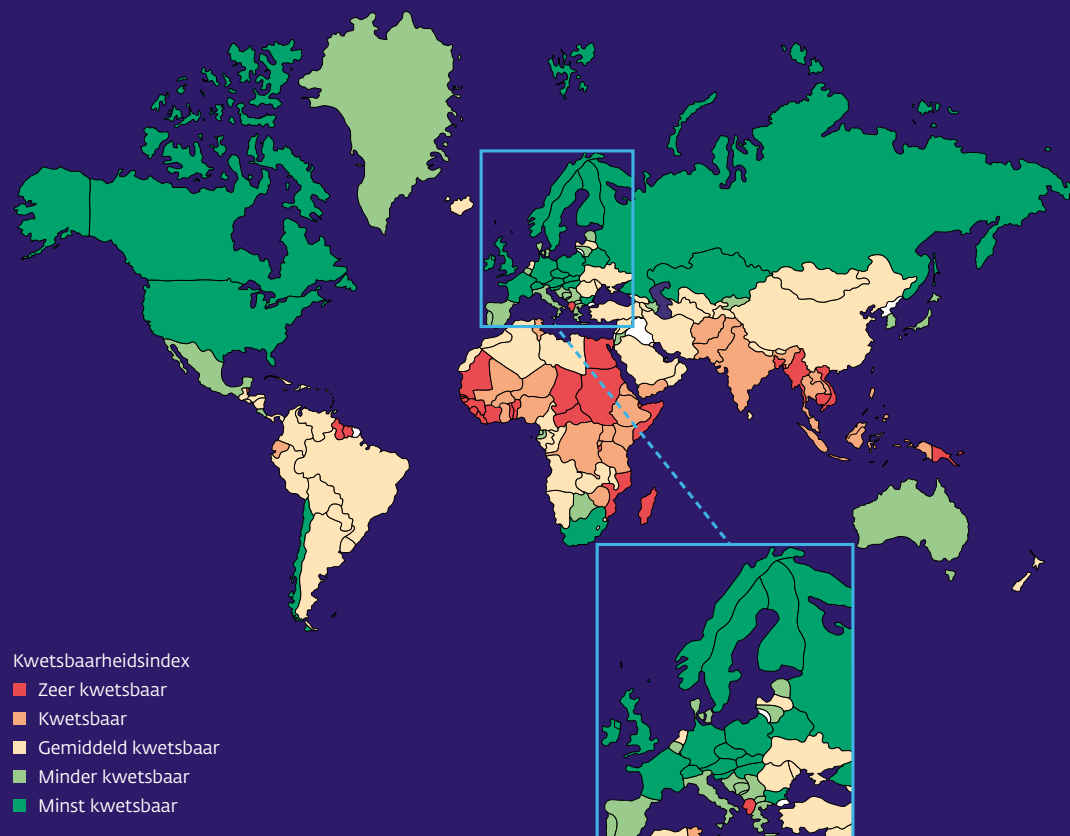 Kwetsbaarheidsindex
Zeer kwetsbaar
Kwetsbaar
Gemiddeld kwetsbaar
Minder kwetsbaar
Minst kwetsbaar